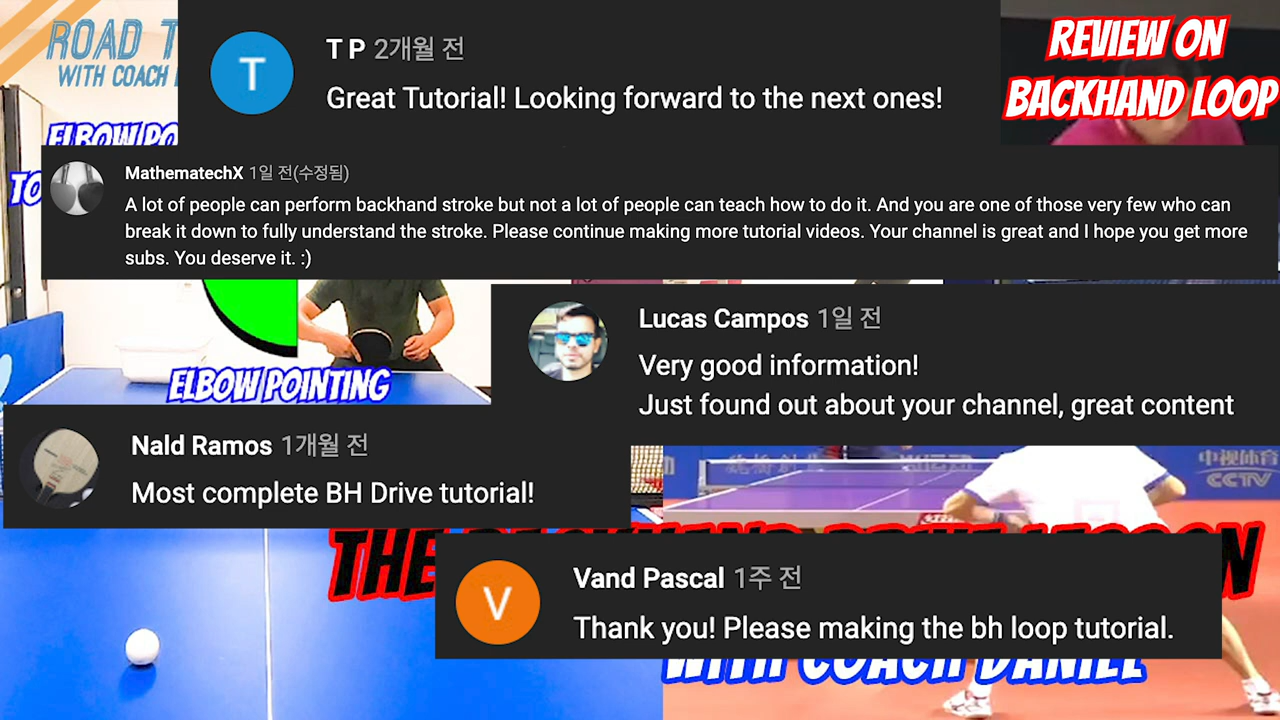 ROAD T
WITH COACH
T
T P 2개월 전
Great Tutorial! Looking forward to the next ones!
REVIEW ON
BACKHAND LOOP
ELBOW PO
TO
MathematechX 1일 전(수정됨)
A lot of people can perform backhand stroke but not a lot of people can teach how to do it. And you are one of those very few who can
break it down to fully understand the stroke. Please continue making more tutorial videos. Your channel is great and I hope you get more
subs. You deserve it. :)
Lucas Campos 1일 전
Very good information!
Just found out about your channel, great content
ELBOW POINTING
Nald Ramos 1개월 전
Most complete BH Drive tutorial!
中视体育
CCTV
THE
N
V
Vand Pascal 1주 전
Thank you! Please making the bh loop tutorial.
WITH COACH DANIEL